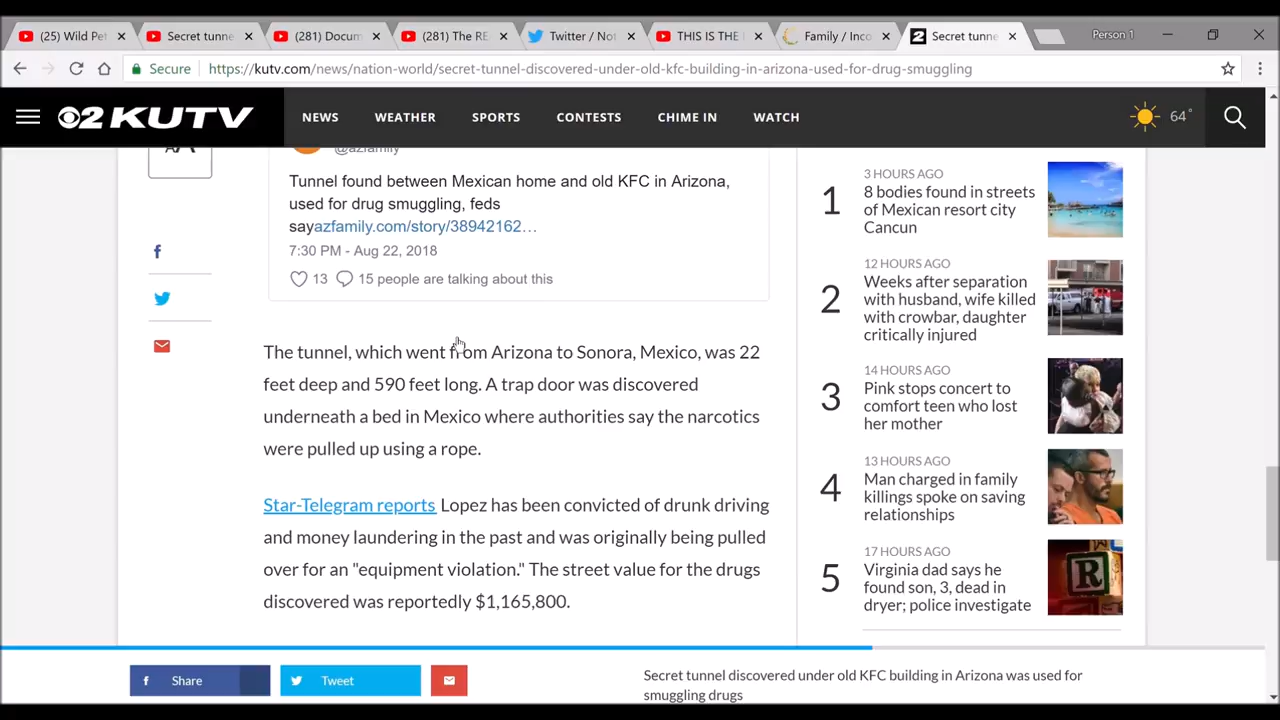 (25) Wild Pet
Secret tunne
(281) Docum
(281) The RE
Twitter / Not
THIS IS THE
Family / Inco
Secret tunne
Person 1
Secure
https://kutv.com/news/nation-world/secret-tunnel-discovered-under-old-kfc-building-in-arizona-used-for-drug-smuggling
2 KUTV
NEWS
WEATHER
SPORTS
CONTESTS
CHIME IN
WATCH
64°
@azfamily
Tunnel found between Mexican home and old KFC in Arizona,
used for drug smuggling, feds
sayazfamily.com/story/38942162…
7:30 PM - Aug 22, 2018
13
15 people are talking about this
The tunnel, which went from Arizona to Sonora, Mexico, was 22
feet deep and 590 feet long. A trap door was discovered
underneath a bed in Mexico where authorities say the narcotics
were pulled up using a rope.
Star-Telegram reports Lopez has been convicted of drunk driving
and money laundering in the past and was originally being pulled
over for an "equipment violation." The street value for the drugs
discovered was reportedly $1,165,800.
1
3 HOURS AGO
8 bodies found in streets
of Mexican resort city
Cancun
2
12 HOURS AGO
Weeks after separation
with husband, wife killed
with crowbar, daughter
critically injured
3
14 HOURS AGO
Pink stops concert to
comfort teen who lost
her mother
4
13 HOURS AGO
Man charged in family
killings spoke on saving
relationships
5
17 HOURS AGO
Virginia dad says he
found son, 3, dead in
dryer; police investigate
R
Share
Tweet
Secret tunnel discovered under old KFC building in Arizona was used for
smuggling drugs